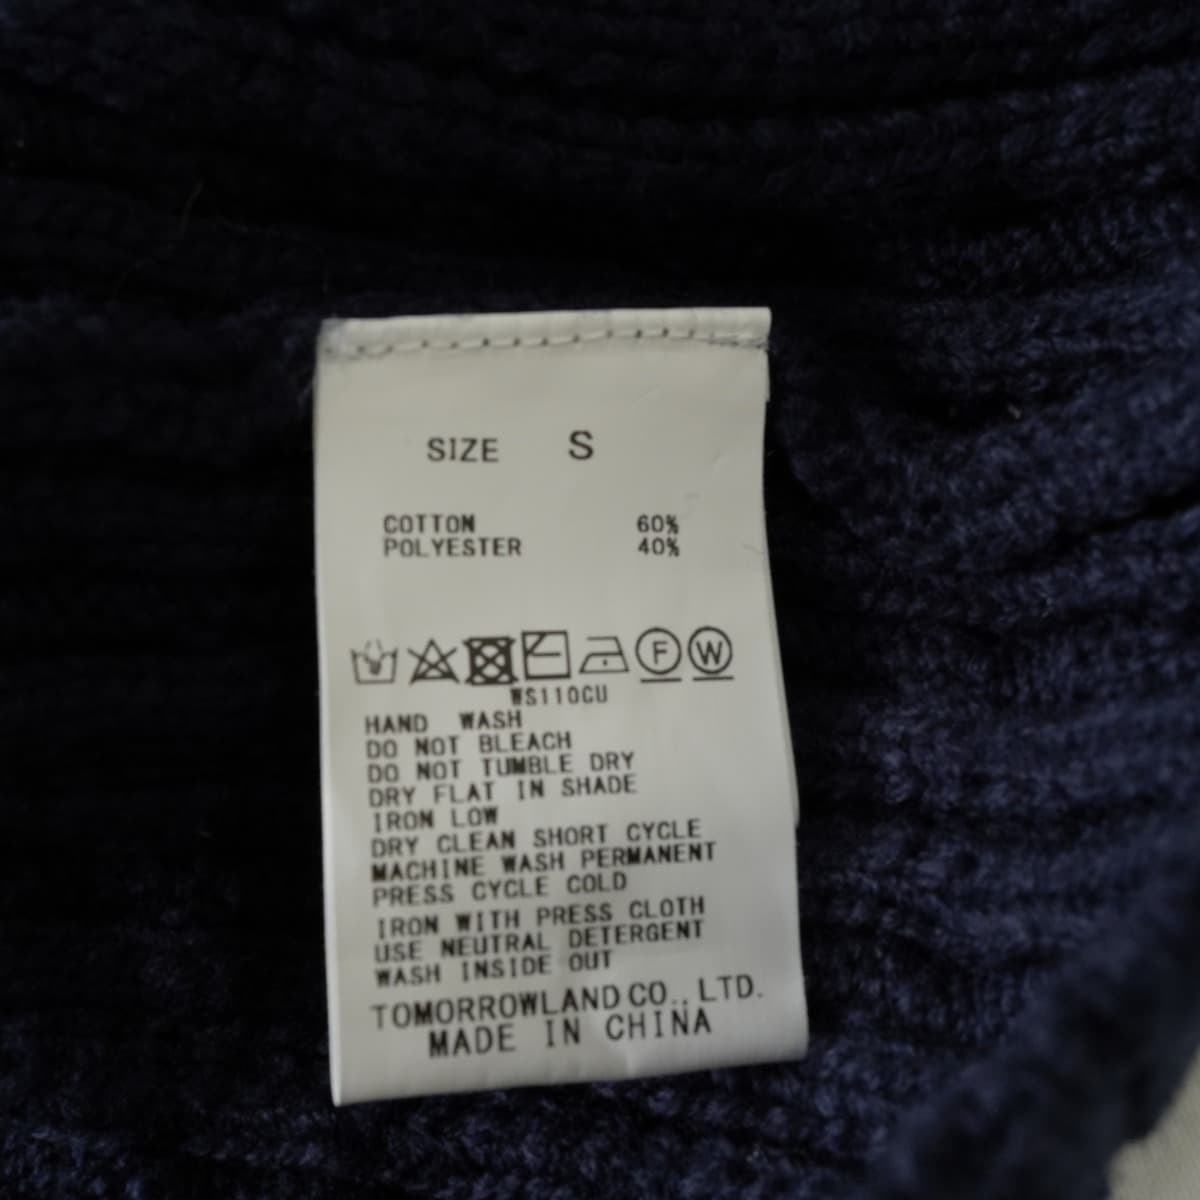 SIZE S
COTTON 60%
POLYESTER 40%
F W
WS110CU
HAND WASH
DO NOT BLEACH
DO NOT TUMBLE DRY
DRY FLAT IN SHADE
IRON LOW
DRY CLEAN SHORT CYCLE
MACHINE WASH PERMANENT
PRESS CYCLE COLD
IRON WITH PRESS CLOTH
USE NEUTRAL DETERGENT
WASH INSIDE OUT
TOMORROWLAND CO., LTD.
MADE IN CHINA